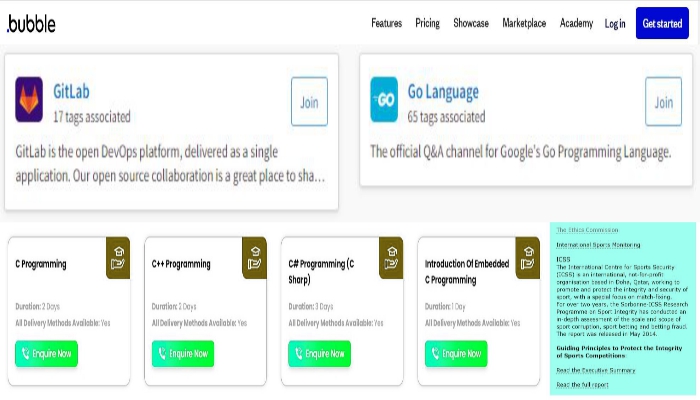 .bubble
Features Pricing Showcase Marketplace Academy Log in Get started
GitLab
17 tags associated
Join
GitLab is the open DevOps platform, delivered as a single
application. Our open source collaboration is a great place to sha...
GO
Go Language
65 tags associated
Join
The official Q&A channel for Google's Go Programming Language.
C Programming
Duration: 2 Days
All Delivery Methods Available: Yes
Enquire Now
C++ Programming
Duration: 2 Days
All Delivery Methods Available: Yes
Enquire Now
C# Programming (C
Sharp)
Duration: 3 Days
All Delivery Methods Available: Yes
Enquire Now
Introduction Of Embedded
C Programming
Duration: 1 Day
All Delivery Methods Available: Yes
Enquire Now
The Ethics Commission
International Sports Monitoring
ICSS
The International Centre for Sports Security
(ICSS) is an international, not-for-profit
organisation based in Doha, Qatar, working to
promote and protect the integrity and security of
sport, with a special focus on match-fixing.
For over two years, the Sorbonne-ICSS Research
Programme on Sport Integrity has conducted an
in-depth assessment of the scale and scope of
sport corruption, sport betting and betting fraud.
The report was released in May 2014.
Guiding Principles to Protect the Integrity
of Sports Competitions:
Read the Executive Summary
Read the full report